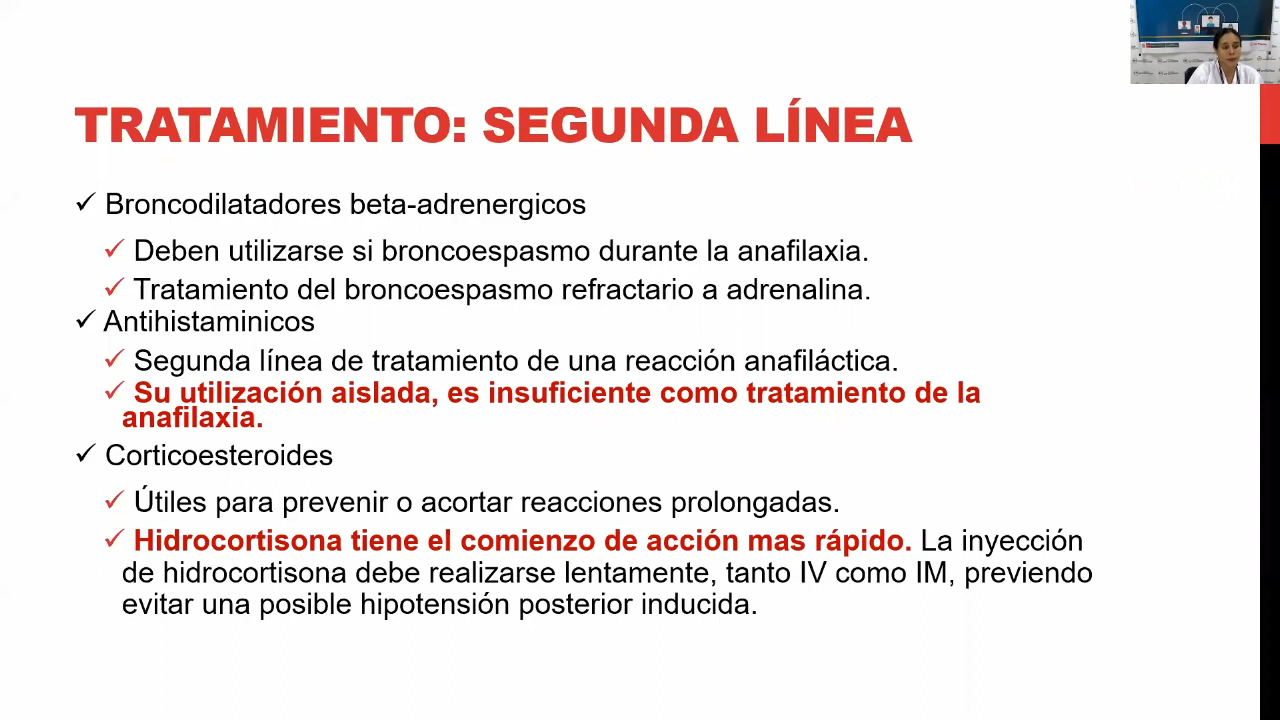 TRATAMIENTO: SEGUNDA LÍNEA
✓ Broncodilatadores beta-adrenergicos
✓ Deben utilizarse si broncoespasmo durante la anafilaxia.
✓ Tratamiento del broncoespasmo refractario a adrenalina.
✓ Antihistaminicos
✓ Segunda línea de tratamiento de una reacción anafiláctica.
✓ Su utilización aislada, es insuficiente como tratamiento de la
anafilaxia.
✓ Corticoesteroides
✓ Útiles para prevenir o acortar reacciones prolongadas.
✓ Hidrocortisona tiene el comienzo de acción mas rápido. La inyección
de hidrocortisona debe realizarse lentamente, tanto IV como IM, previendo
evitar una posible hipotensión posterior inducida.